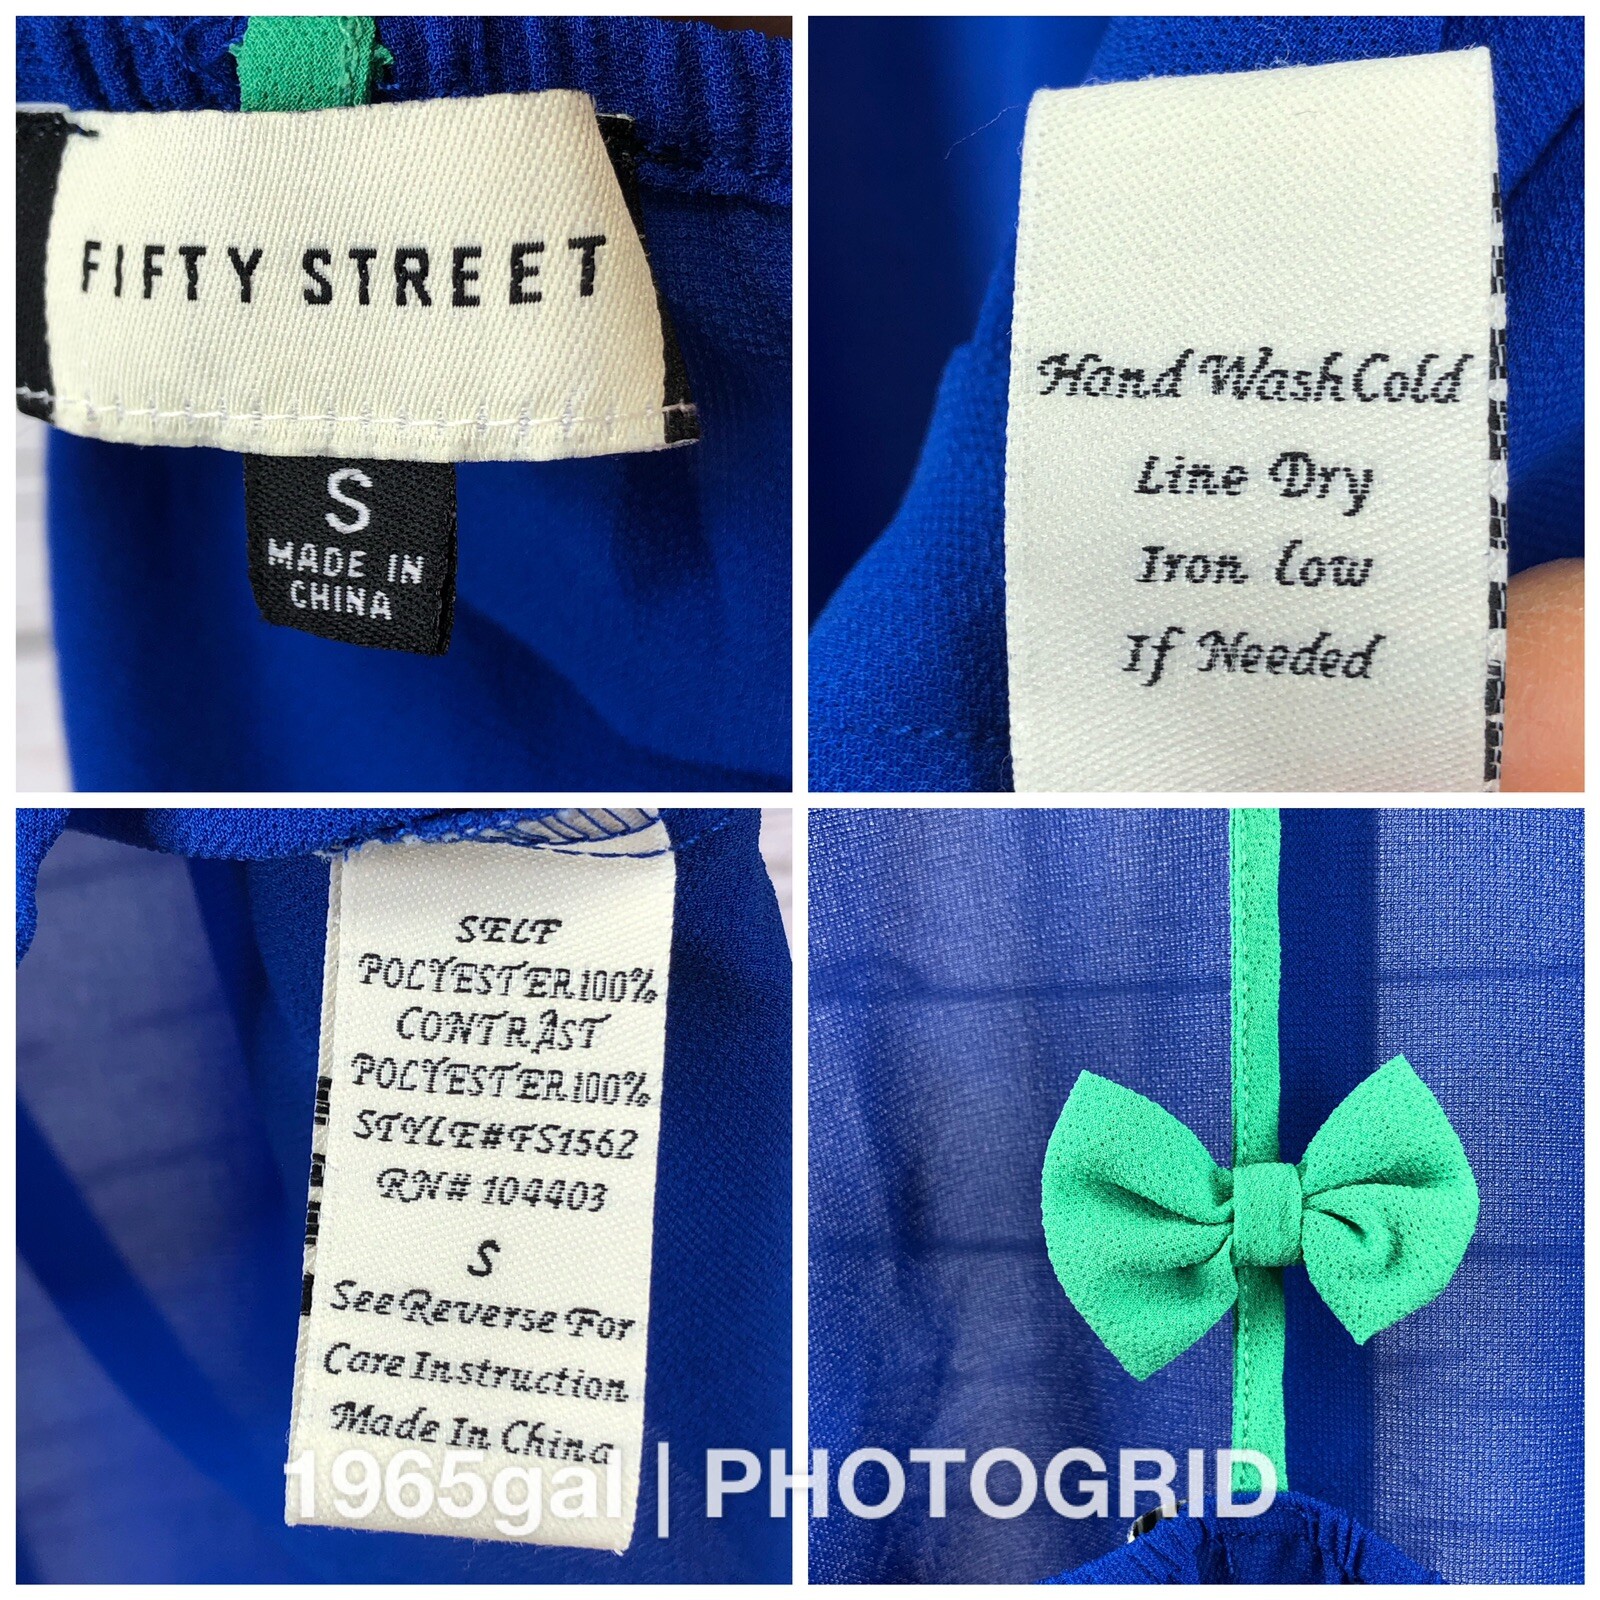 FIFTY STREET
S
MADE IN
CHINA
Hand Wash Cold
Line Dry
Iron Low
If Needed
SELF
POLYESTER100%
CONTRAST
POLYESTER100%
STYLE#FS1562
RN# 104403
S
See Reverse For
Care Instruction
Made In China
1965gal | PHOTOGRID